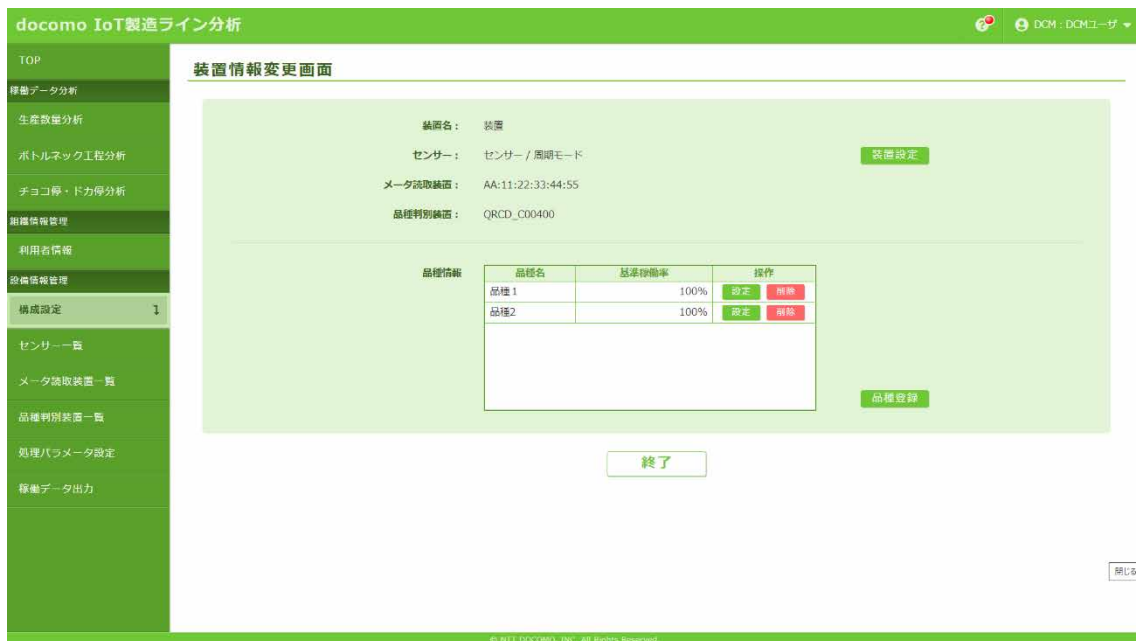 docomo IoT製造ライン分析
DCM : DCMユーザ
TOP
装置情報変更画面
稼働データ分析
生産数量分析
ボトルネック工程分析
チョコ停・ドカ停分析
組織情報管理
利用者情報
設備情報管理
構成設定
センサー一覧
メータ読取装置一覧
品種判別装置一覧
処理パラメータ設定
稼働データ出力
装置名： 装置
センサー： センサー / 周期モード 装置設定
メータ読取装置： AA:11:22:33:44:55
品種判別装置： QRCD_C00400
品種情報 品種名 基準稼働率 操作
品種1 100% 設定 削除
品種2 100% 設定 削除
品種登録
終了
閉じる
© NTT DOCOMO, INC. All Rights Reserved.